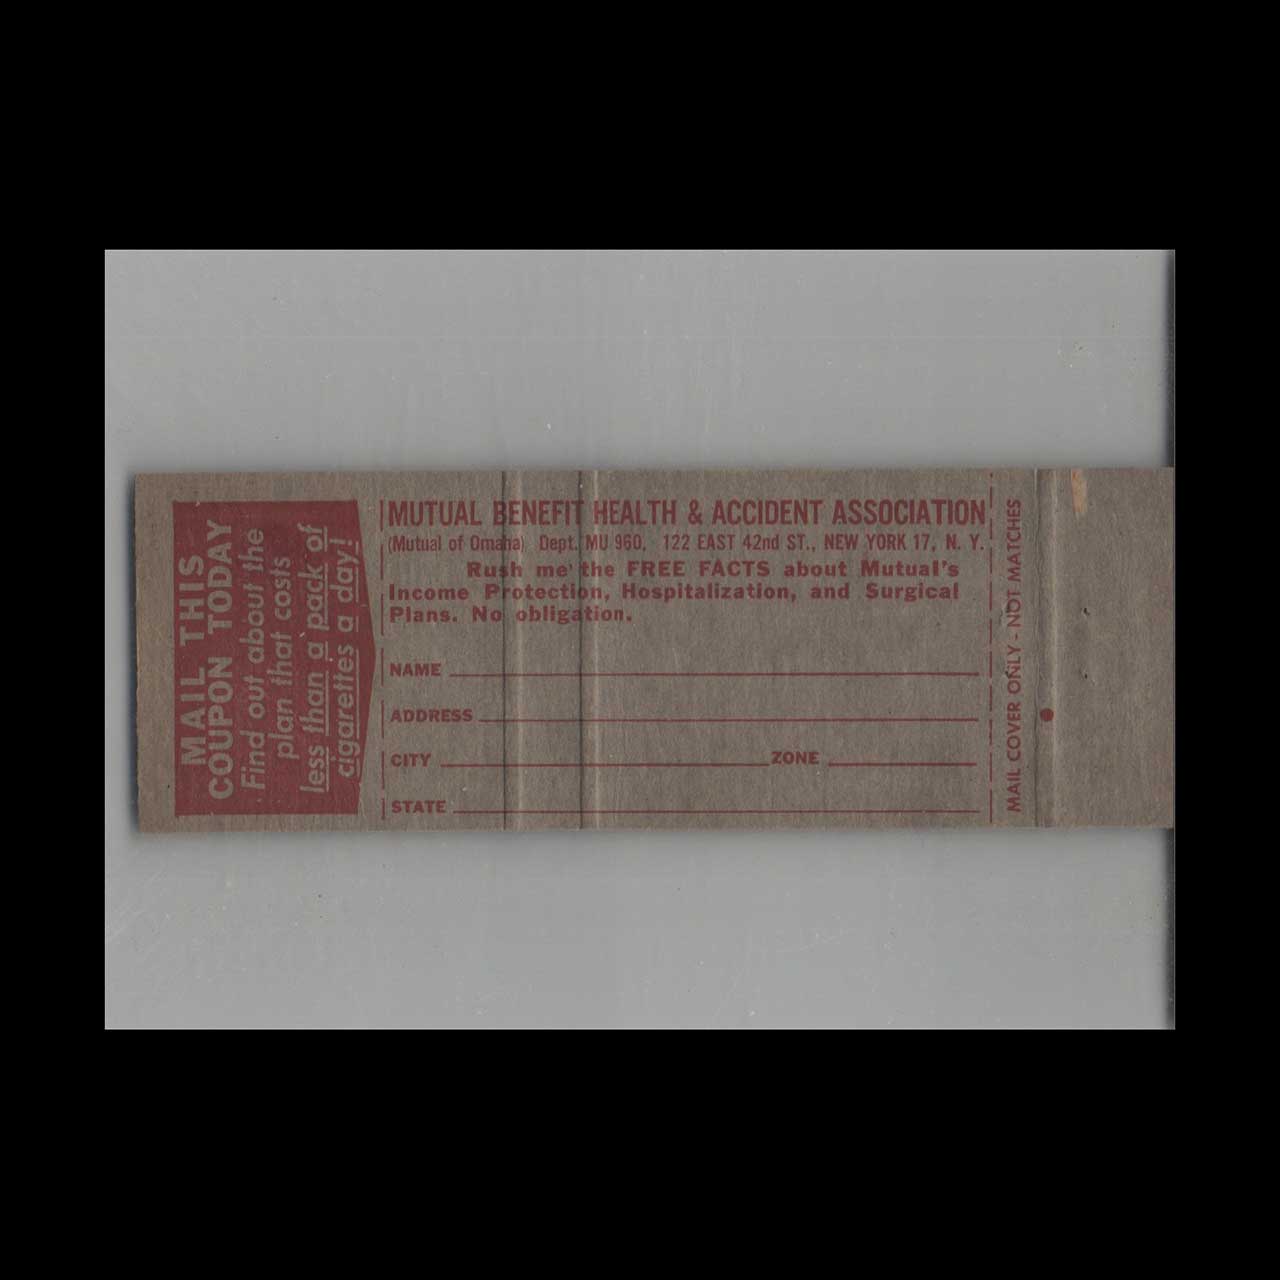 MAIL THIS
COUPON TODAY
Find out about the
plan that costs
less than a pack of
cigarettes a day!
MUTUAL BENEFIT HEALTH & ACCIDENT ASSOCIATION
(Mutual of Omaha) Dept. MU 960, 122 EAST 42nd ST., NEW YORK 17, N. Y.
Rush me the FREE FACTS about Mutual's
Income Protection, Hospitalization, and Surgical
Plans. No obligation.
NAME
ADDRESS
CITY ZONE
STATE
MAIL COVER ONLY - NOT MATCHES